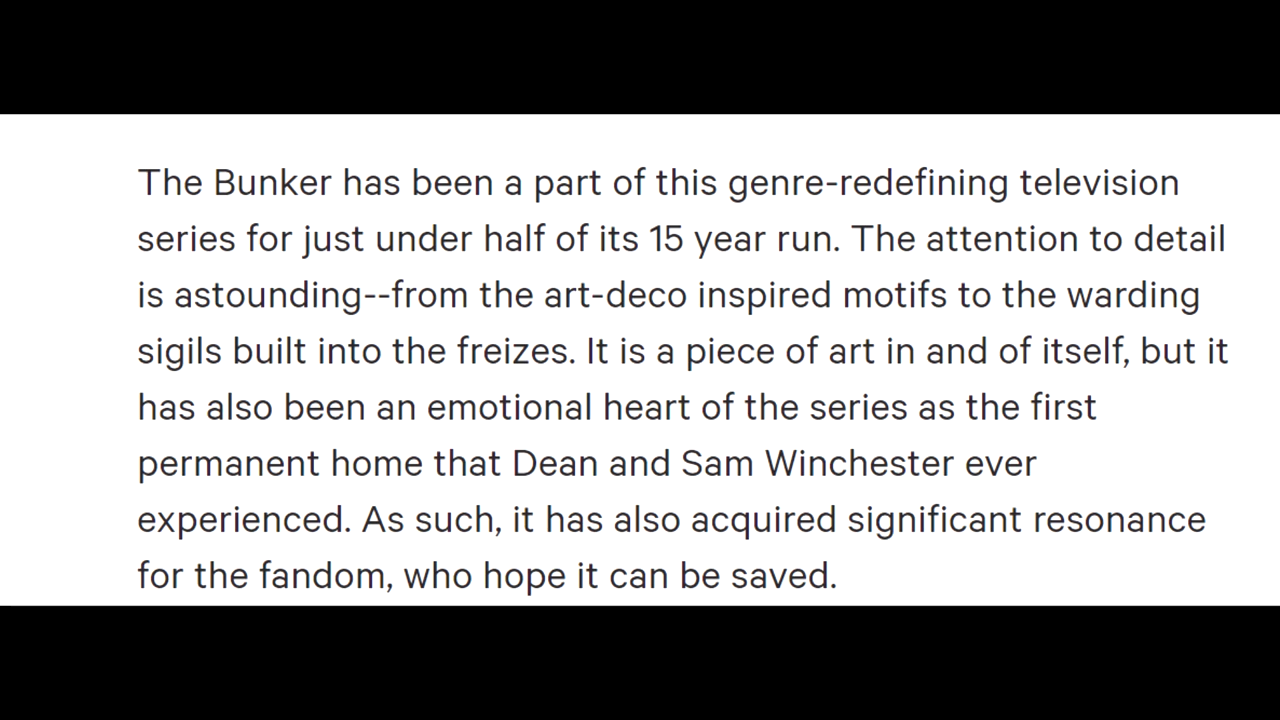 The Bunker has been a part of this genre-redefining television
series for just under half of its 15 year run. The attention to detail
is astounding--from the art-deco inspired motifs to the warding
sigils built into the freizes. It is a piece of art in and of itself, but it
has also been an emotional heart of the series as the first
permanent home that Dean and Sam Winchester ever
experienced. As such, it has also acquired significant resonance
for the fandom, who hope it can be saved.